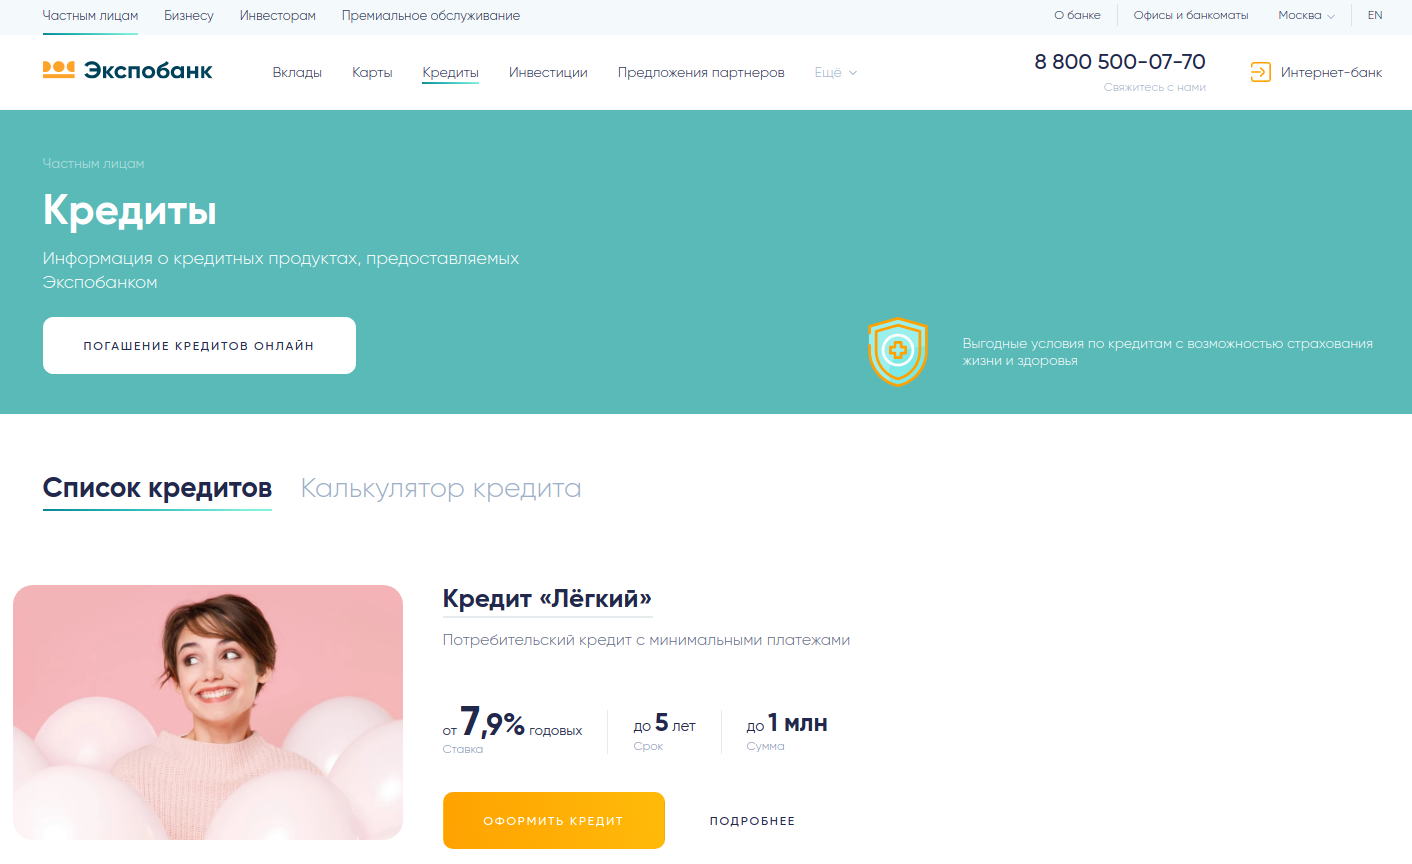 Частным лицам Бизнесу Инвесторам Премиальное обслуживание О банке Офисы и банкоматы Москва EN
Экспобанк Вклады Карты Кредиты Инвестиции Предложения партнеров Ещё 8 800 500-07-70 Интернет-банк
Свяжитесь с нами
Частным лицам
Кредиты
Информация о кредитных продуктах, предоставляемых
Экспобанком
ПОГАШЕНИЕ КРЕДИТОВ ОНЛАЙН
Выгодные условия по кредитам с возможностью страхования
жизни и здоровья
Список кредитов Калькулятор кредита
Кредит «Лёгкий»
Потребительский кредит с минимальными платежами
от 7,9% годовых до 5 лет до 1 млн
Ставка Срок Сумма
ОФОРМИТЬ КРЕДИТ ПОДРОБНЕЕ